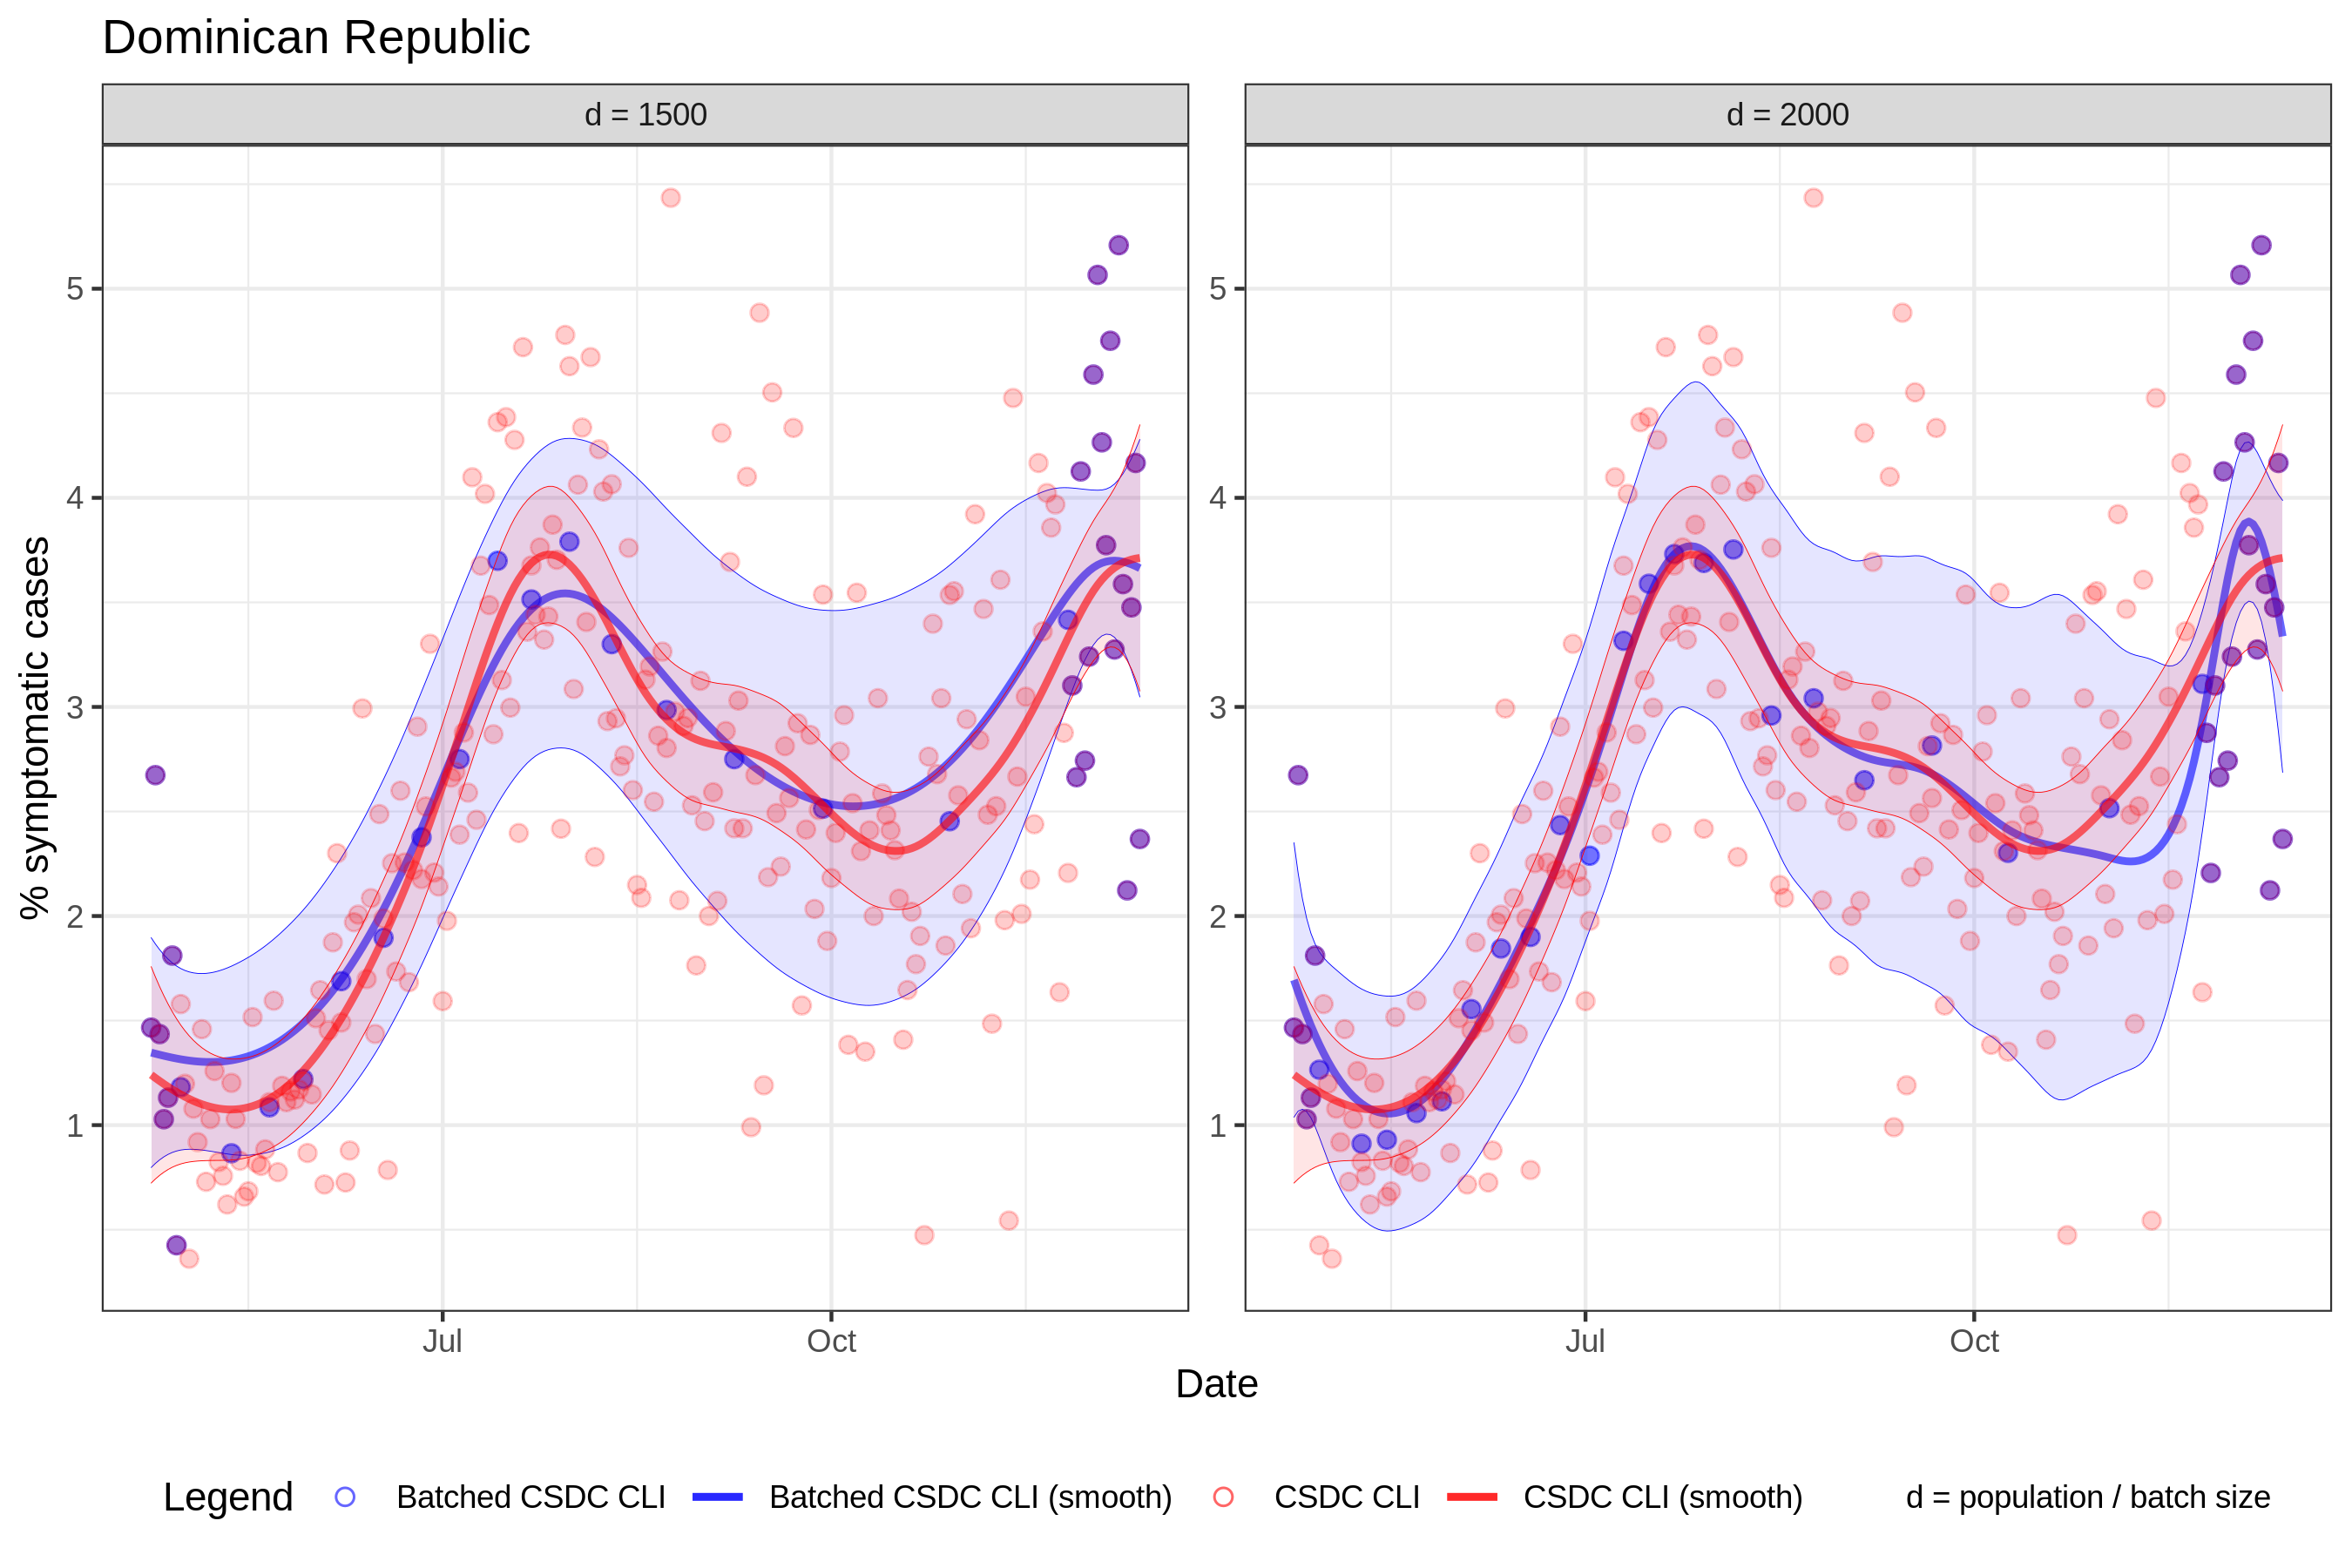 Dominican Republic
d = 1500
d = 2000
% symptomatic cases
5
4
3
2
1
5
4
3
2
1
Jul
Oct
Jul
Oct
Date
Legend Batched CSDC CLI Batched CSDC CLI (smooth) CSDC CLI CSDC CLI (smooth) d = population / batch size